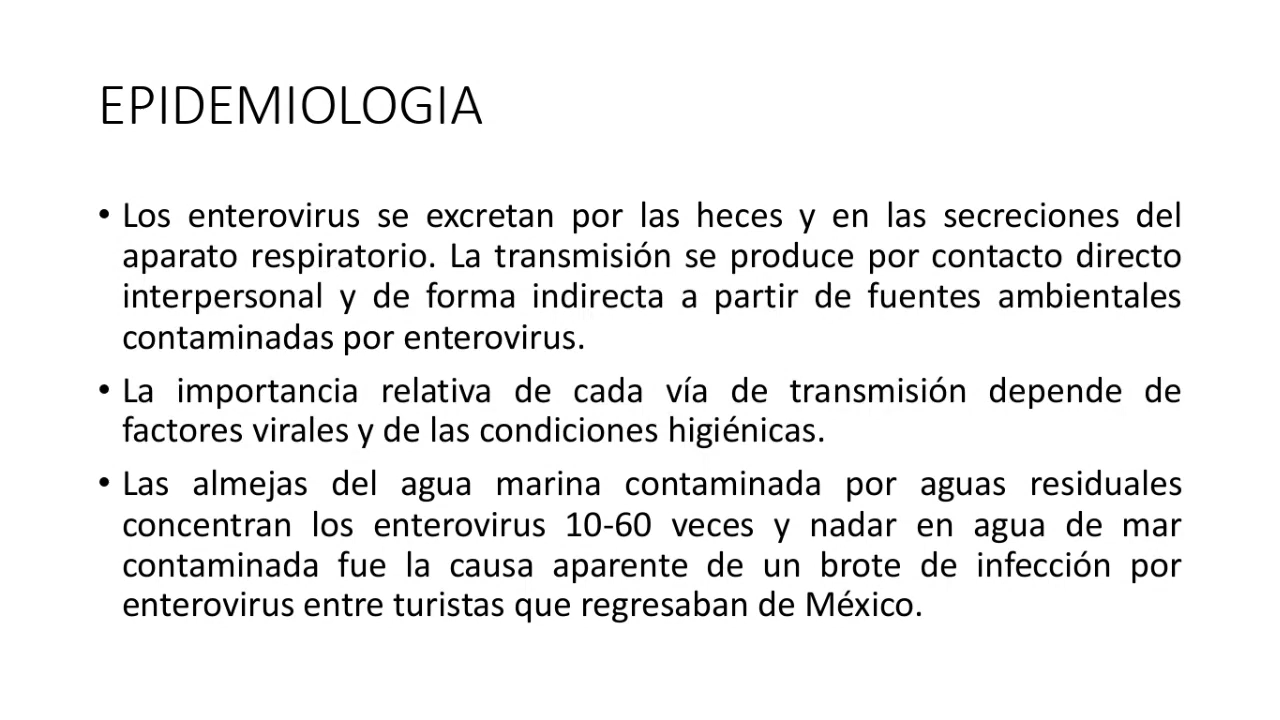 EPIDEMIOLOGIA
• Los enterovirus se excretan por las heces y en las secreciones del
aparato respiratorio. La transmisión se produce por contacto directo
interpersonal y de forma indirecta a partir de fuentes ambientales
contaminadas por enterovirus.
• La importancia relativa de cada vía de transmisión depende de
factores virales y de las condiciones higiénicas.
• Las almejas del agua marina contaminada por aguas residuales
concentran los enterovirus 10-60 veces y nadar en agua de mar
contaminada fue la causa aparente de un brote de infección por
enterovirus entre turistas que regresaban de México.